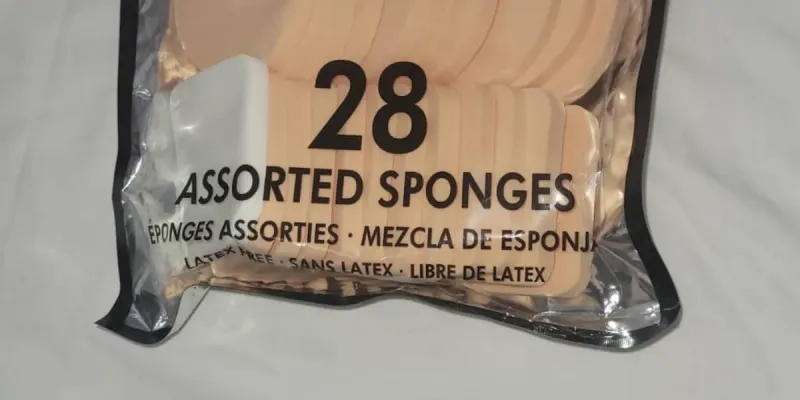 28
ASSORTED SPONGES
ÉPONGES ASSORTIES · MEZCLA DE ESPONJA
LATEX FREE · SANS LATEX · LIBRE DE LATEX